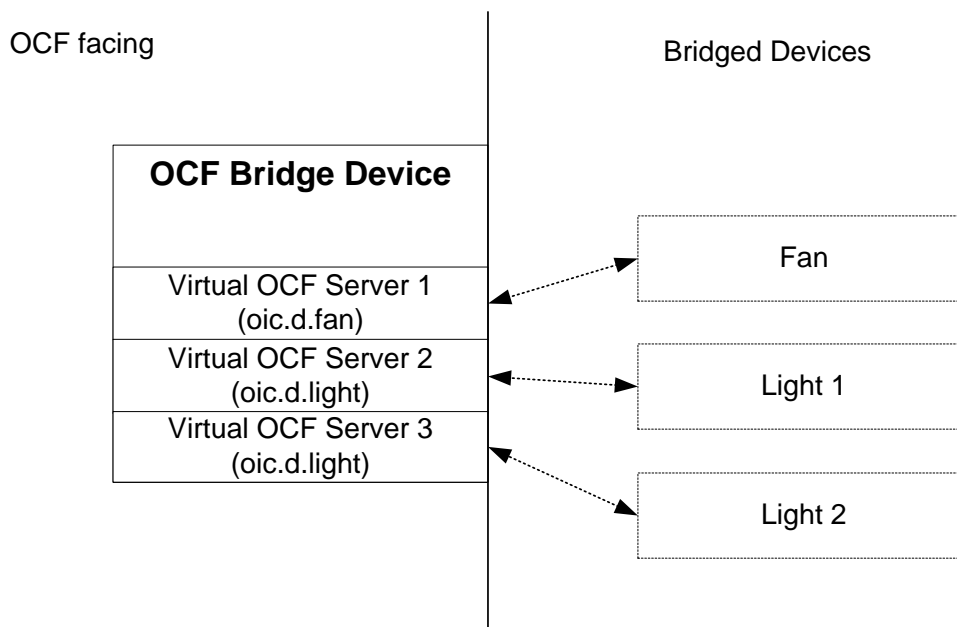 OCF facing
Bridged Devices
OCF Bridge Device
Virtual OCF Server 1
(oic.d.fan)
Virtual OCF Server 2
(oic.d.light)
Virtual OCF Server 3
(oic.d.light)
Fan
Light 1
Light 2